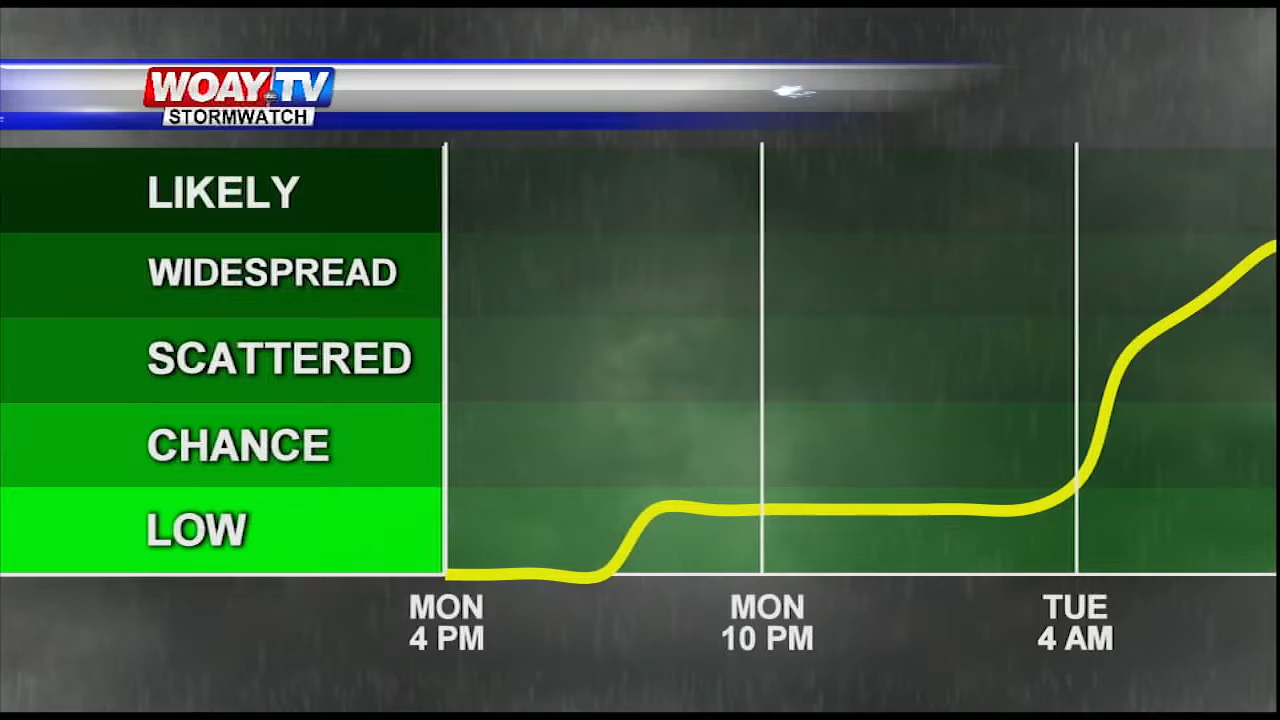 WOAY TV
STORMWATCH
LIKELY
WIDESPREAD
SCATTERED
CHANCE
LOW
MON
4 PM
MON
10 PM
TUE
4 AM